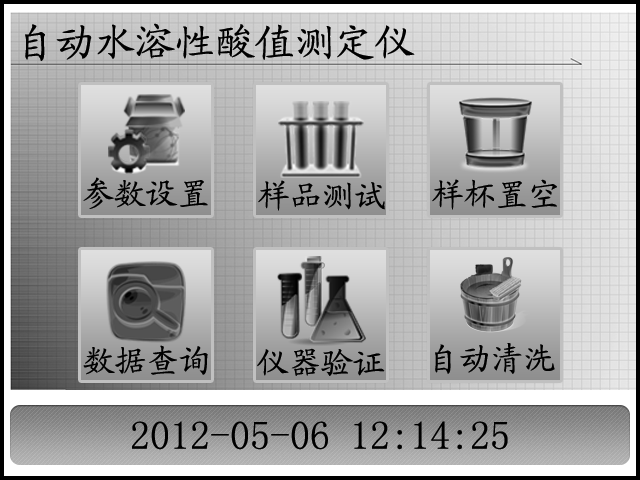 自动水溶性酸值测定仪
参数设置
样品测试
样杯置空
数据查询
仪器验证
自动清洗
2012-05-06 12:14:25